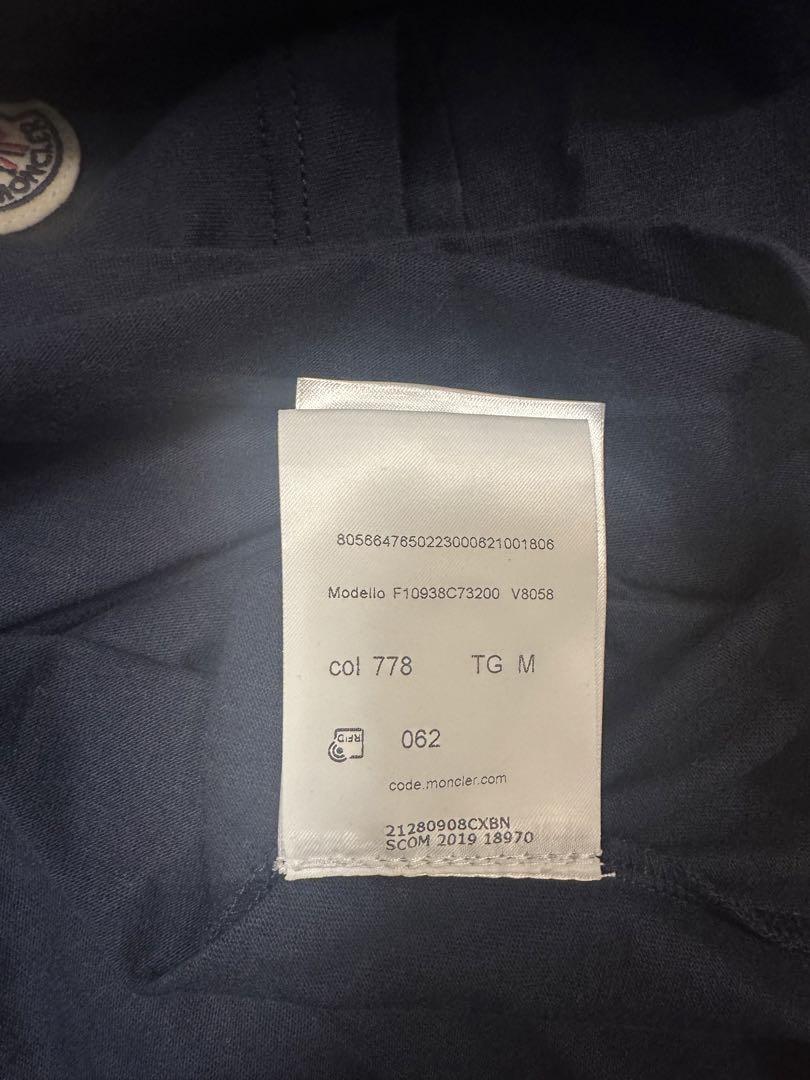 MONCLER
8056647650223000621001806
Modello F10938C73200 V8058
col 778 TG M
RFID
062
code.moncler.com
21280908CXBN
SCOM 2019 18970